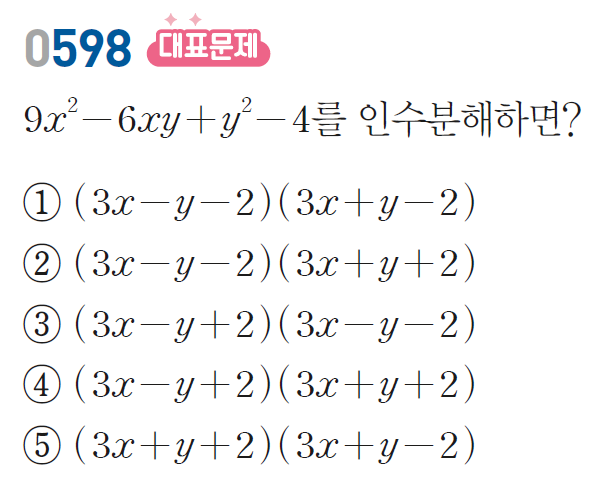 0598 대표문제
9x²－6xy＋y²－4를 인수분해하면?
① (3x－y－2)(3x＋y－2)
② (3x－y－2)(3x＋y＋2)
③ (3x－y＋2)(3x－y－2)
④ (3x－y＋2)(3x＋y＋2)
⑤ (3x＋y＋2)(3x＋y－2)